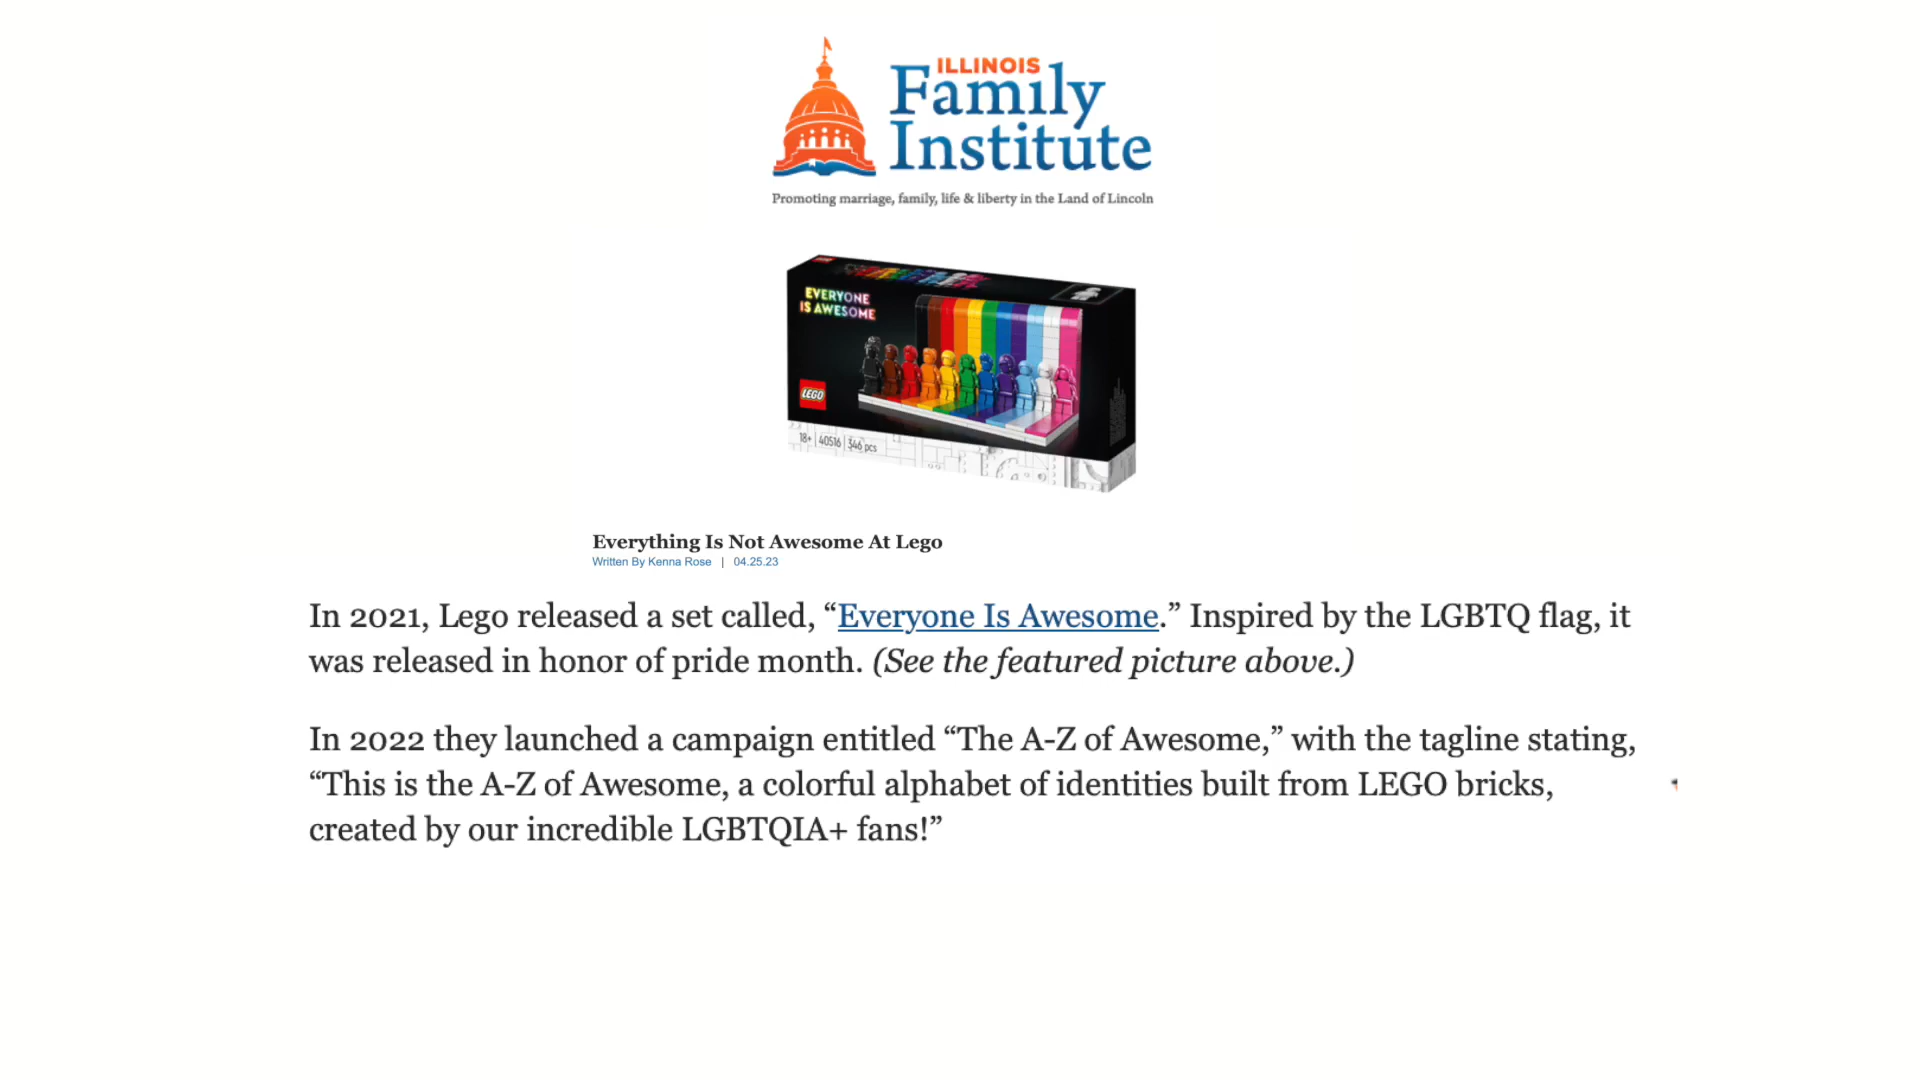 ILLINOIS
Family
Institute
Promoting marriage, family, life & liberty in the Land of Lincoln
EVERYONE
IS AWESOME
LEGO
18+ | 40516 | 346 pcs
Everything Is Not Awesome At Lego
Written By Kenna Rose | 04.25.23
In 2021, Lego released a set called, “Everyone Is Awesome.” Inspired by the LGBTQ flag, it
was released in honor of pride month. (See the featured picture above.)
In 2022 they launched a campaign entitled “The A-Z of Awesome,” with the tagline stating,
“This is the A-Z of Awesome, a colorful alphabet of identities built from LEGO bricks,
created by our incredible LGBTQIA+ fans!”